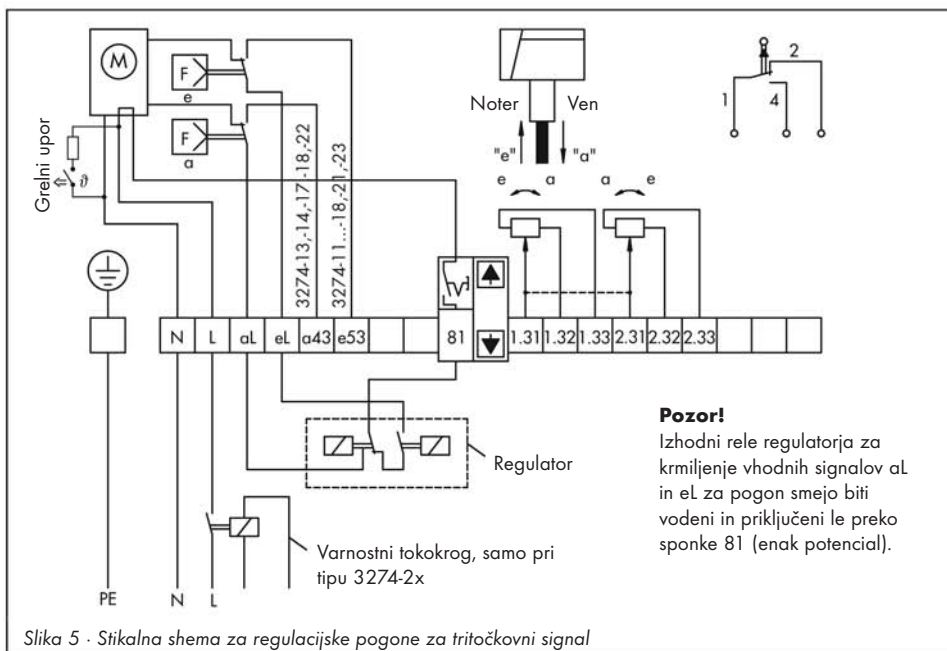 M
F
e
F
a
Grelni upor
ϑ
3274-13,-14,-17,-18,-22
3274-11...-18,21,-23
Noter Ven
"e" "a"
e a a e
1 2 4
N L aL eL a43 e53 81 1.31 1.32 1.33 2.31 2.32 2.33
Regulator
Varnostni tokokrog, samo pri
tipu 3274-2x
PE N L
Pozor!
Izhodni rele regulatorja za
krmiljenje vhodnih signalov aL
in eL za pogon smejo biti
vodeni in priključeni le preko
sponke 81 (enak potencial).
Slika 5 · Stikalna shema za regulacijske pogone za tritočkovni signal